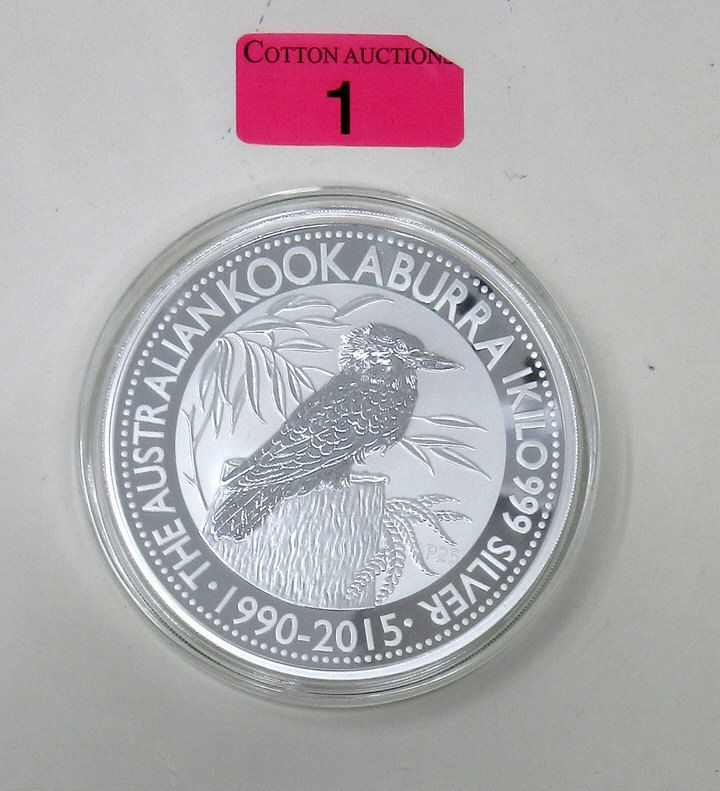 COTTON AUCTIONS
1
· THE AUSTRALIAN KOOKABURRA 1 KILO 999 SILVER ·
1990-2015
P25